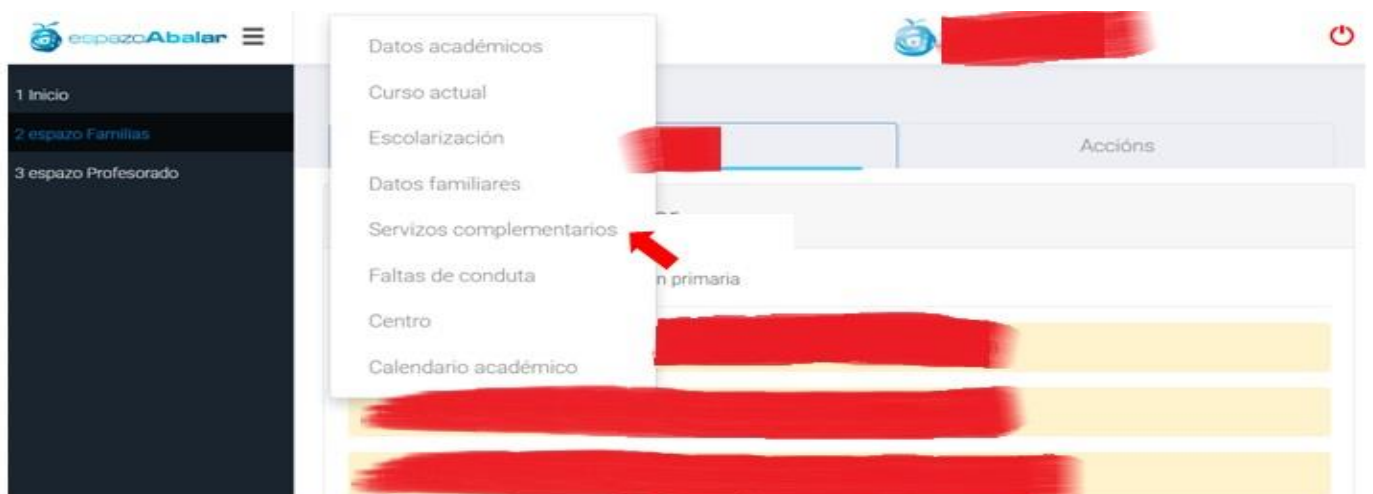 espazoAbalar
1 Inicio
2 espazo Familias
3 espazo Profesorado
Datos académicos
Curso actual
Escolarización
Datos familiares
Servizos complementarios
Faltas de conduta
Centro
Calendario académico
Accións
n primaria